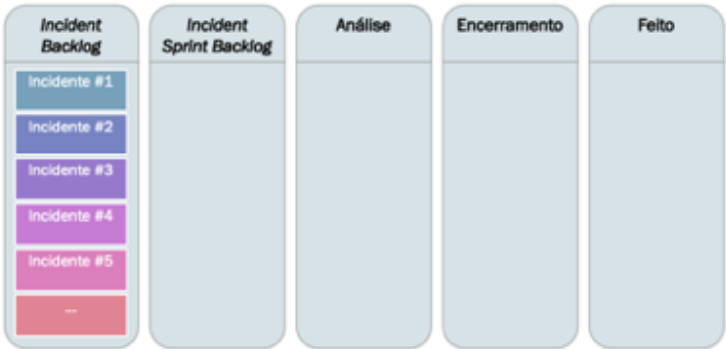 Incident
Backlog
Incident
Sprint Backlog
Análise
Encerramento
Feito
Incidente #1
Incidente #2
Incidente #3
Incidente #4
Incidente #5
...